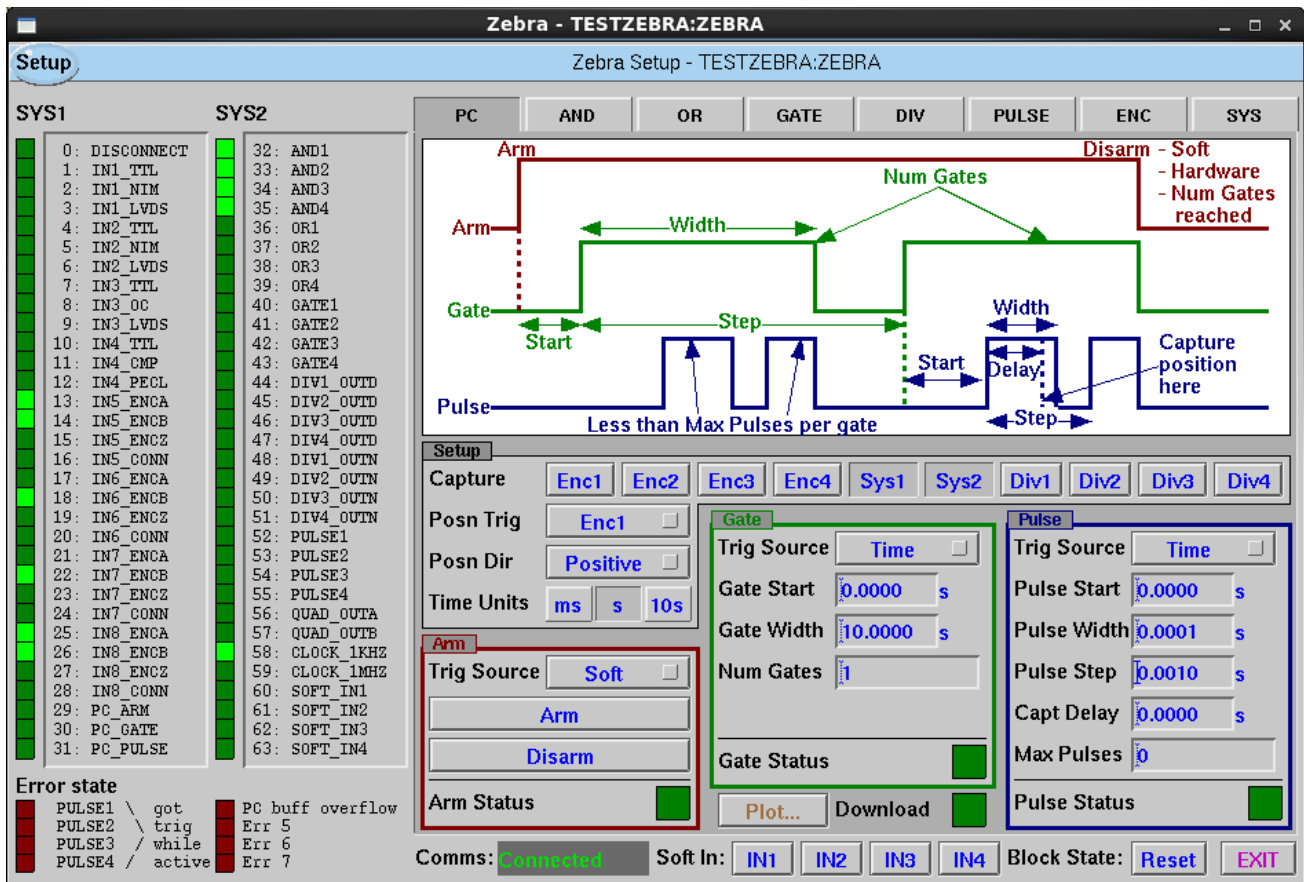 Zebra - TESTZEBRA:ZEBRA
Setup
Zebra Setup - TESTZEBRA:ZEBRA
SYS1
SYS2
0: DISCONNECT
1: IN1_TTL
2: IN1_NIM
3: IN1_LVDS
4: IN2_TTL
5: IN2_NIM
6: IN2_LVDS
7: IN3_TTL
8: IN3_OC
9: IN3_LVDS
10: IN4_TTL
11: IN4_CMP
12: IN4_PECL
13: IN5_ENCA
14: IN5_ENCB
15: IN5_ENCZ
16: IN5_CONN
17: IN6_ENCA
18: IN6_ENCB
19: IN6_ENCZ
20: IN6_CONN
21: IN7_ENCA
22: IN7_ENCB
23: IN7_ENCZ
24: IN7_CONN
25: IN8_ENCA
26: IN8_ENCB
27: IN8_ENCZ
28: IN8_CONN
29: PC_ARM
30: PC_GATE
31: PC_PULSE
32: AND1
33: AND2
34: AND3
35: AND4
36: OR1
37: OR2
38: OR3
39: OR4
40: GATE1
41: GATE2
42: GATE3
43: GATE4
44: DIV1_OUTD
45: DIV2_OUTD
46: DIV3_OUTD
47: DIV4_OUTD
48: DIV1_OUTN
49: DIV2_OUTN
50: DIV3_OUTN
51: DIV4_OUTN
52: PULSE1
53: PULSE2
54: PULSE3
55: PULSE4
56: QUAD_OUTA
57: QUAD_OUTB
58: CLOCK_1KHZ
59: CLOCK_1MHZ
60: SOFT_IN1
61: SOFT_IN2
62: SOFT_IN3
63: SOFT_IN4
Error state
PULSE1 \ got
PULSE2 \ trig
PULSE3 / while
PULSE4 / active
PC buff overflow
Err 5
Err 6
Err 7
PC AND OR GATE DIV PULSE ENC SYS
Arm
Disarm - Soft
- Hardware
- Num Gates
reached
Num Gates
Arm
Width
Gate
Start
Step
Width
Start
Delay
Capture
position
here
Pulse
Less than Max Pulses per gate
Step
Setup
Capture Enc1 Enc2 Enc3 Enc4 Sys1 Sys2 Div1 Div2 Div3 Div4
Posn Trig Enc1
Posn Dir Positive
Time Units ms s 10s
Arm
Trig Source Soft
Arm
Disarm
Arm Status
Gate
Trig Source Time
Gate Start 0.0000 s
Gate Width 10.0000 s
Num Gates 1
Gate Status
Plot... Download
Pulse
Trig Source Time
Pulse Start 0.0000 s
Pulse Width 0.0001 s
Pulse Step 0.0010 s
Capt Delay 0.0000 s
Max Pulses 0
Pulse Status
Comms: Connected Soft In: IN1 IN2 IN3 IN4 Block State: Reset EXIT